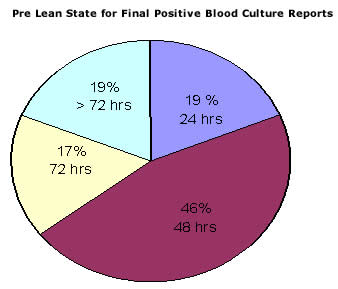 Pre Lean State for Final Positive Blood Culture Reports
19%
> 72 hrs
19 %
24 hrs
17%
72 hrs
46%
48 hrs